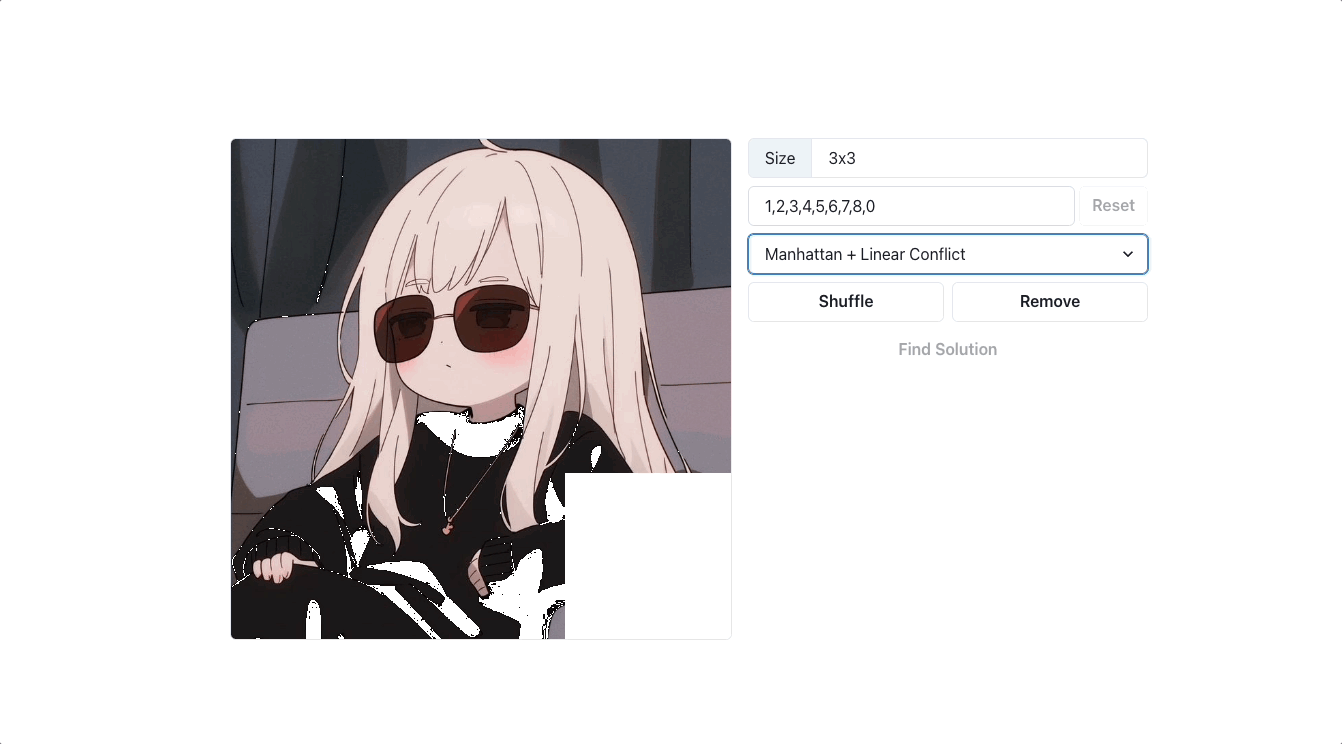 Size 3x3
1,2,3,4,5,6,7,8,0 Reset
Manhattan + Linear Conflict
Shuffle Remove
Find Solution